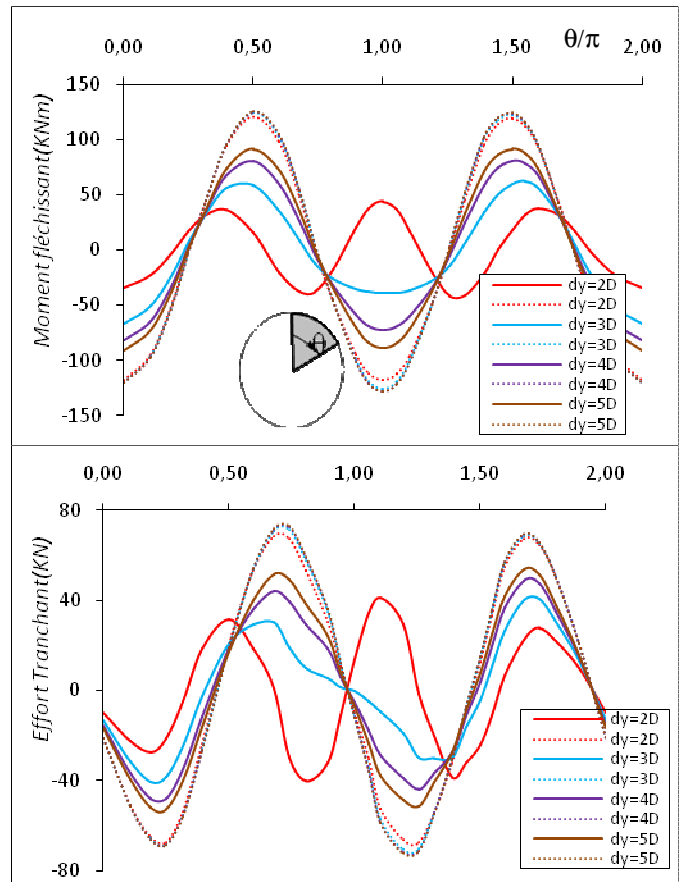 θ/π
0,00 0,50 1,00 1,50 2,00
Moment fléchissant(KNm)
150
100
50
0
-50
-100
-150
θ
dy=2D
dy=2D
dy=3D
dy=3D
dy=4D
dy=4D
dy=5D
dy=5D
0,00 0,50 1,00 1,50 2,00
Effort Tranchant(KN)
80
40
0
-40
-80
dy=2D
dy=2D
dy=3D
dy=3D
dy=4D
dy=4D
dy=5D
dy=5D